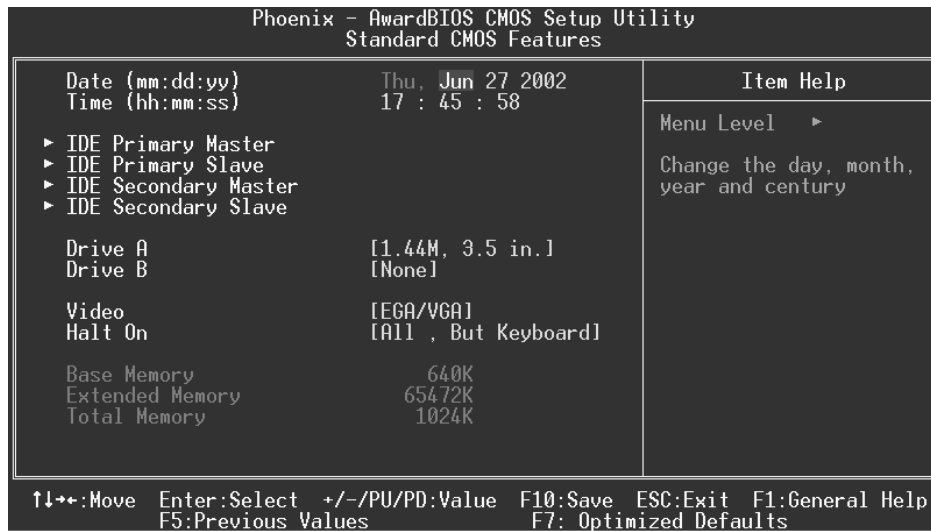 Phoenix - AwardBIOS CMOS Setup Utility
Standard CMOS Features
Date (mm:dd:yy) Thu, Jun 27 2002
Time (hh:mm:ss) 17 : 45 : 58
► IDE Primary Master
► IDE Primary Slave
► IDE Secondary Master
► IDE Secondary Slave
Drive A [1.44M, 3.5 in.]
Drive B [None]
Video [EGA/VGA]
Halt On [All , But Keyboard]
Base Memory 640K
Extended Memory 65472K
Total Memory 1024K
Item Help
Menu Level ►
Change the day, month,
year and century
↑↓→←:Move Enter:Select +/-/PU/PD:Value F10:Save ESC:Exit F1:General Help
F5:Previous Values F7: Optimized Defaults